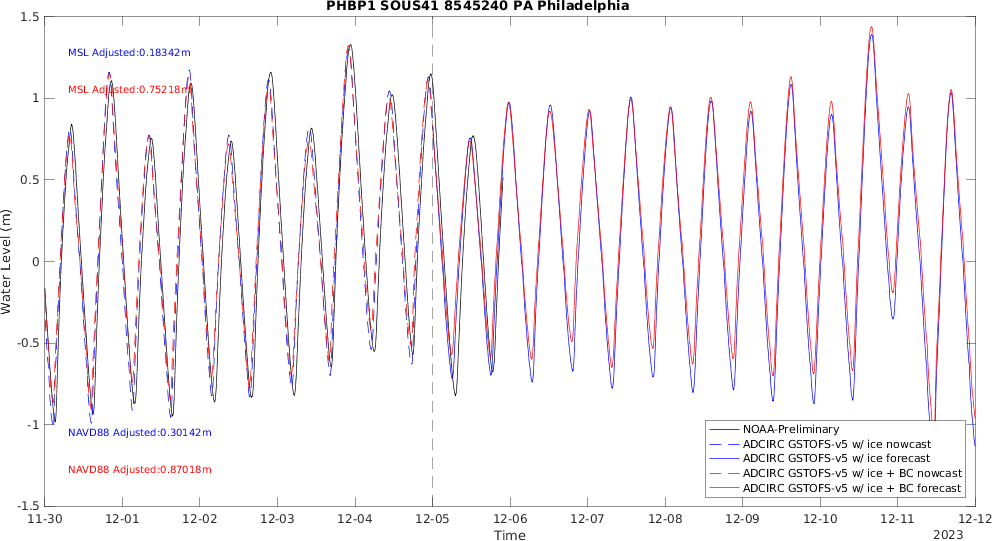 PHBP1 SOUS41 8545240 PA Philadelphia
1.5
MSL Adjusted:0.18342m
MSL Adjusted:0.75218m
1
0.5
0
-0.5
-1
-1.5
Water Level (m)
NAVD88 Adjusted:0.30142m
NAVD88 Adjusted:0.87018m
NOAA-Preliminary
ADCIRC GSTOFS-v5 w/ ice nowcast
ADCIRC GSTOFS-v5 w/ ice forecast
ADCIRC GSTOFS-v5 w/ ice + BC nowcast
ADCIRC GSTOFS-v5 w/ ice + BC forecast
11-30 12-01 12-02 12-03 12-04 12-05 12-06 12-07 12-08 12-09 12-10 12-11 12-12
Time
2023